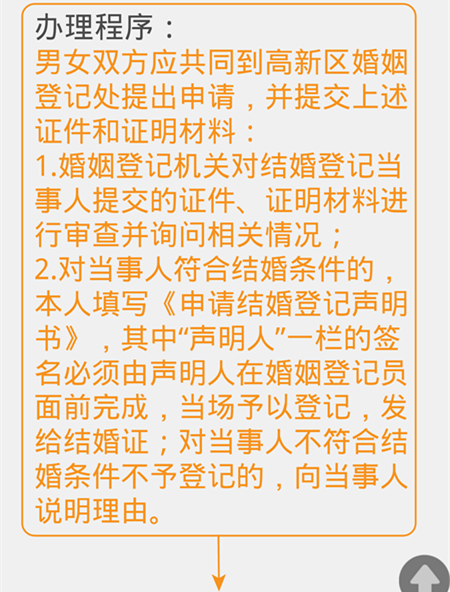 办理程序：
男女双方应共同到高新区婚姻
登记处提出申请，并提交上述
证件和证明材料：
1.婚姻登记机关对结婚登记当
事人提交的证件、证明材料进
行审查并询问相关情况；
2.对当事人符合结婚条件的，
本人填写《申请结婚登记声明
书》，其中“声明人”一栏的签
名必须由声明人在婚姻登记员
面前完成，当场予以登记，发
给结婚证；对当事人不符合结
婚条件不予登记的，向当事人
说明理由。